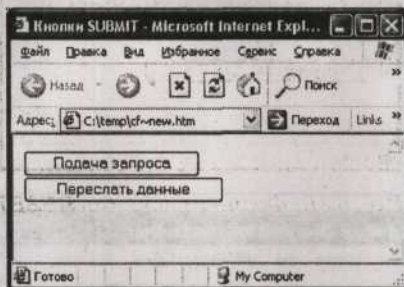 Кнопки SUBMIT - Microsoft Internet Expl...
Файл Правка Вид Избранное Сервис Справка
Назад Поиск
Адрес: C:\temp\cf~new.htm Переход Links »
Подача запроса
Переслать данные
Готово My Computer